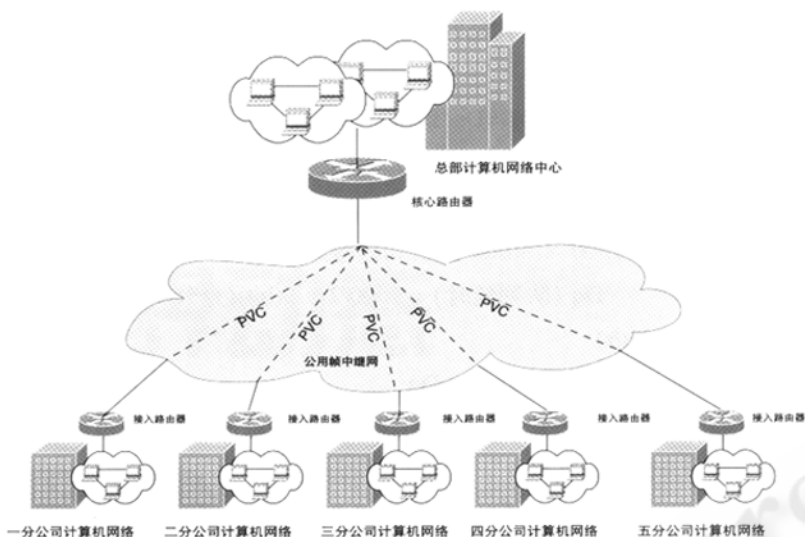 总部计算机网络中心
核心路由器
PVC
PVC
PVC
PVC
PVC
公用帧中继网
接入路由器
接入路由器
接入路由器
接入路由器
接入路由器
一分公司计算机网络
二分公司计算机网络
三分公司计算机网络
四分公司计算机网络
五分公司计算机网络